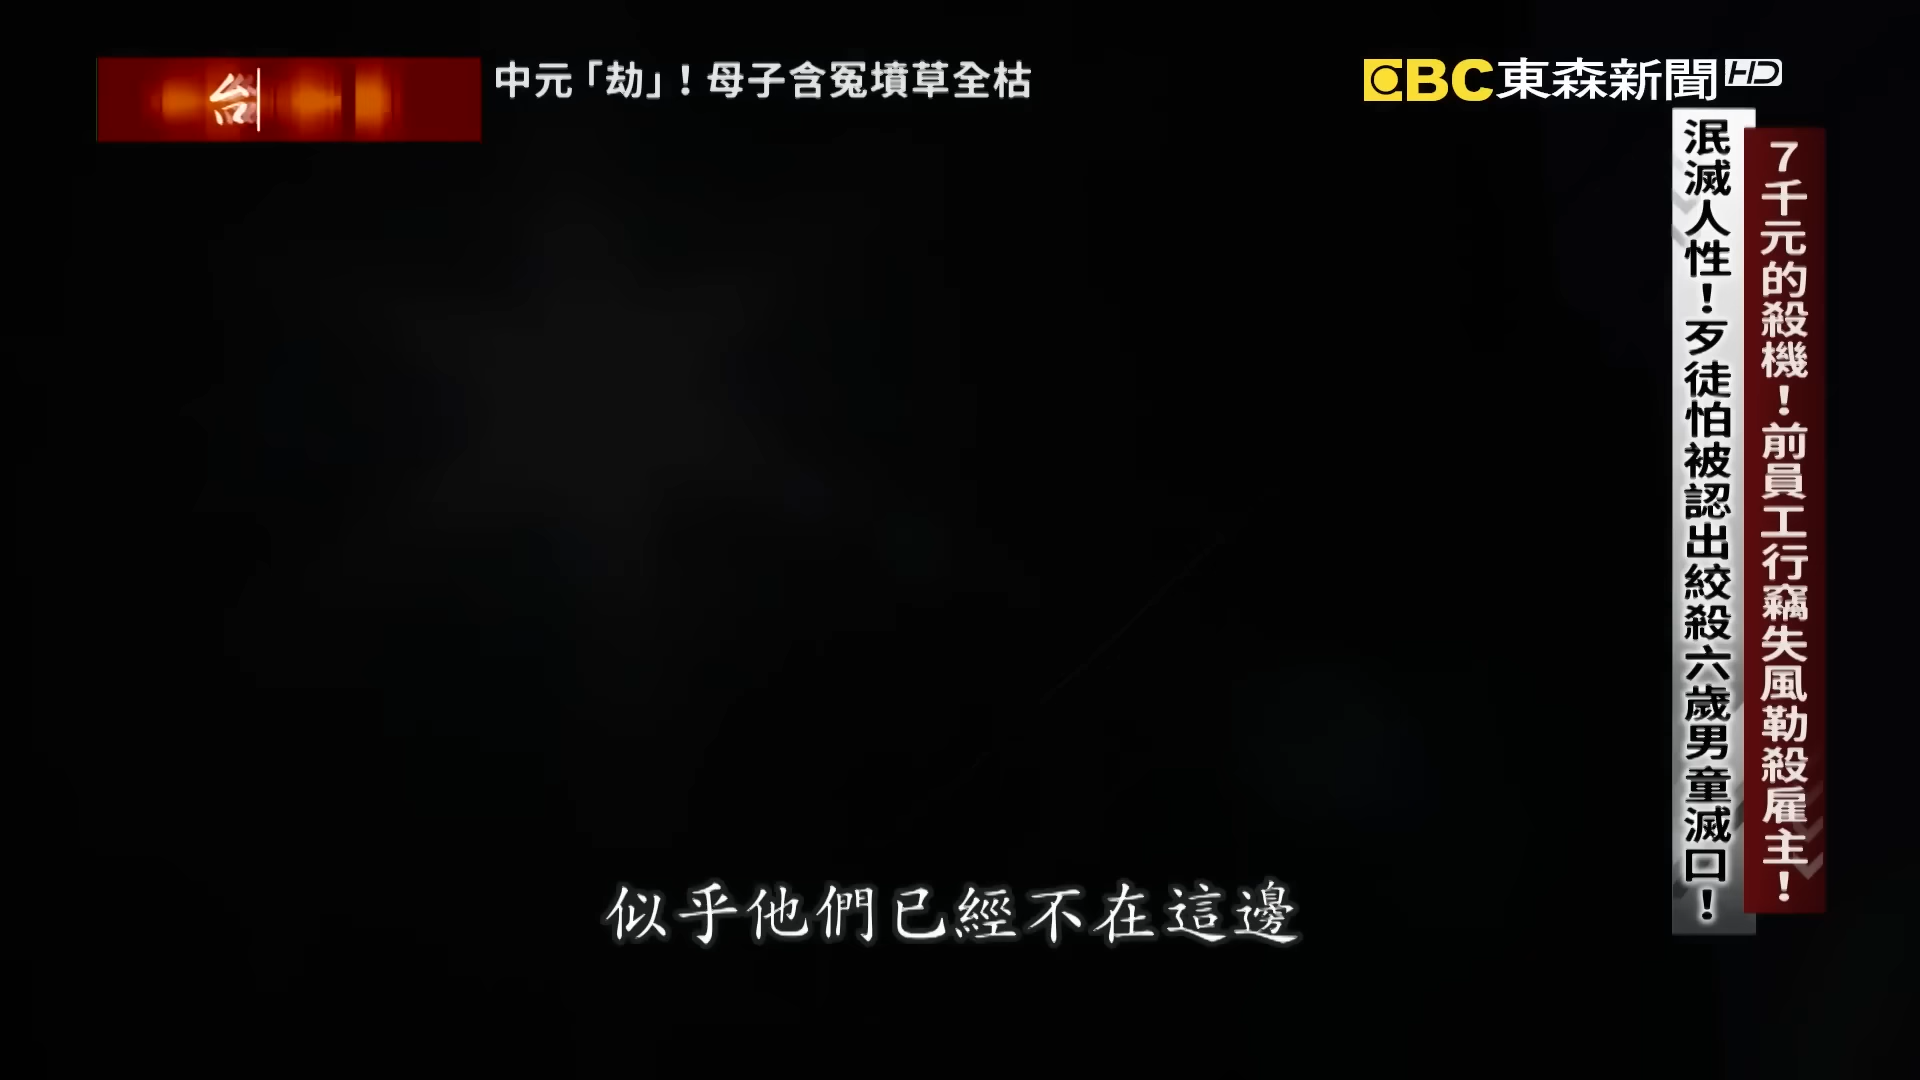 台
中元「劫」！母子含冤墳草全枯
EBC東森新聞HD
7千元的殺機！前員工行竊失風勒殺雇主！
泯滅人性！歹徒怕被認出絞殺六歲男童滅口！
似乎他們已經不在這邊